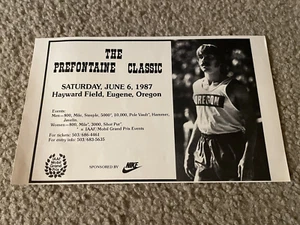 THE
PREFONTAINE CLASSIC
SATURDAY, JUNE 6, 1987
Hayward Field, Eugene, Oregon
Events:
Men—400, Mile, Steeple, 5000*, 10,000, Pole Vault*, Hammer,
Javelin.
Women—400, Mile*, 3000, Shot Put*
* = IAAF/Mobil Grand Prix Events
For tickets: 503/686-4461
For entry info: 503/683-5635
SPONSORED BY NIKE
OREGON